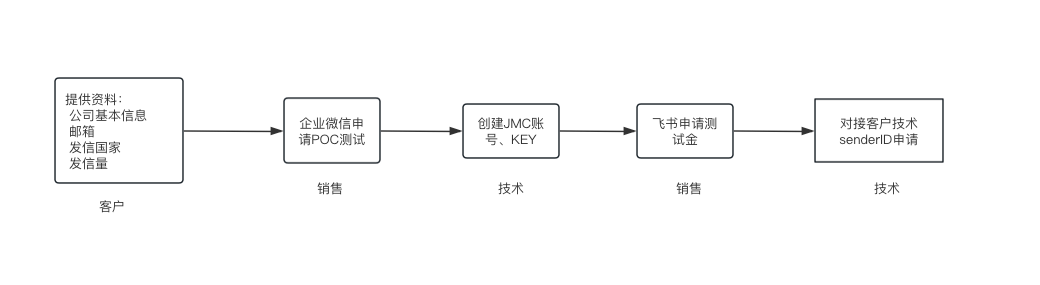 提供资料：
公司基本信息
邮箱
发信国家
发信量
客户
企业微信申
请POC测试
销售
创建JMC账
号、KEY
技术
飞书申请测
试金
销售
对接客户技术
senderID申请
技术